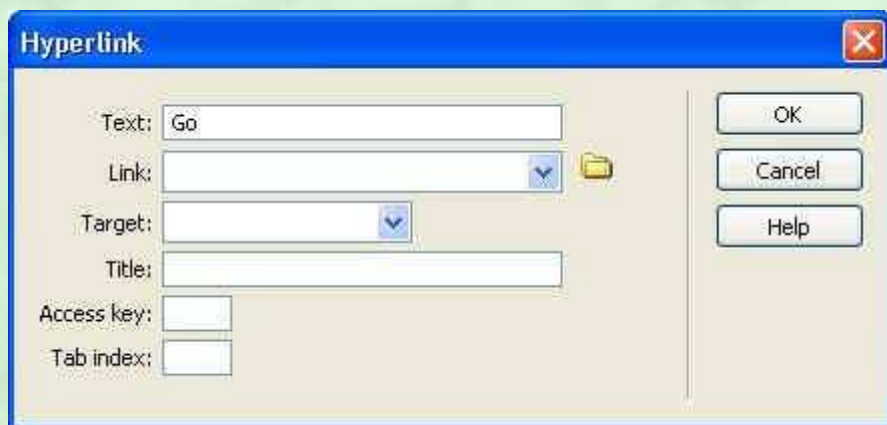 Hyperlink
Text: Go
Link:
Target:
Title:
Access key:
Tab index:
OK
Cancel
Help